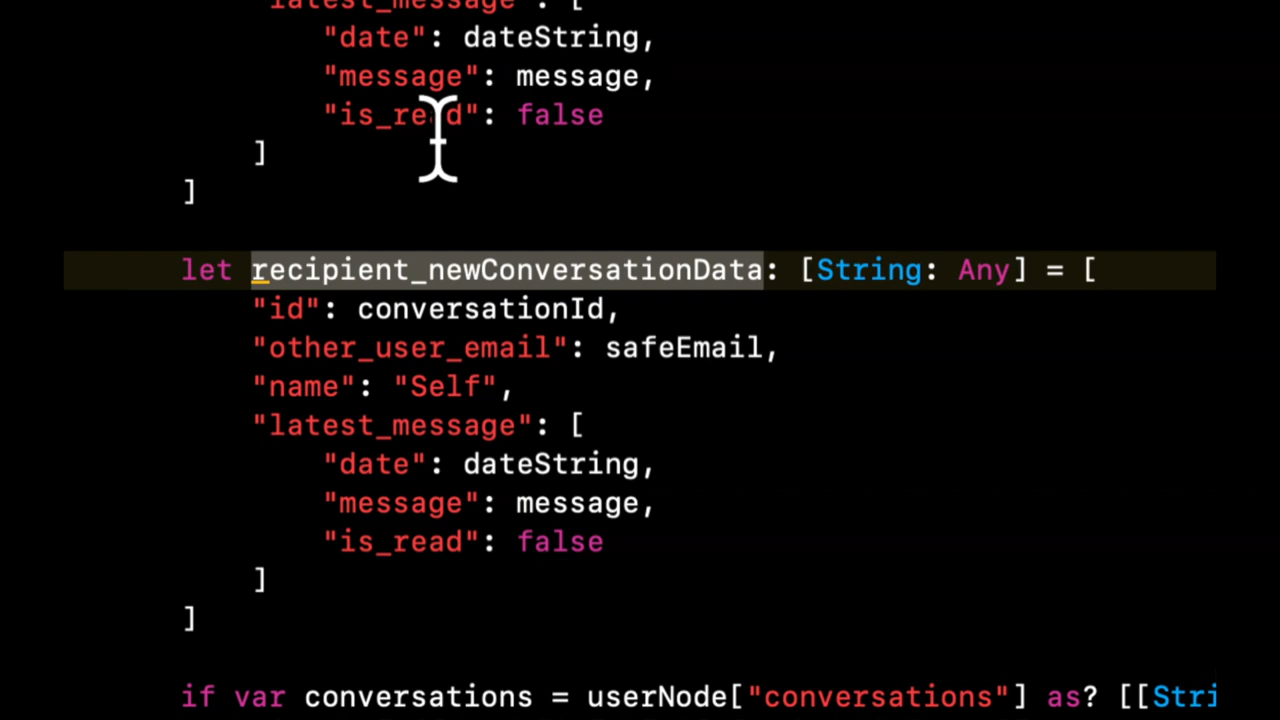 "latest_message": [
"date": dateString,
"message": message,
"is_read": false
]
]
let recipient_newConversationData: [String: Any] = [
"id": conversationId,
"other_user_email": safeEmail,
"name": "Self",
"latest_message": [
"date": dateString,
"message": message,
"is_read": false
]
]
if var conversations = userNode["conversations"] as? [[Stri